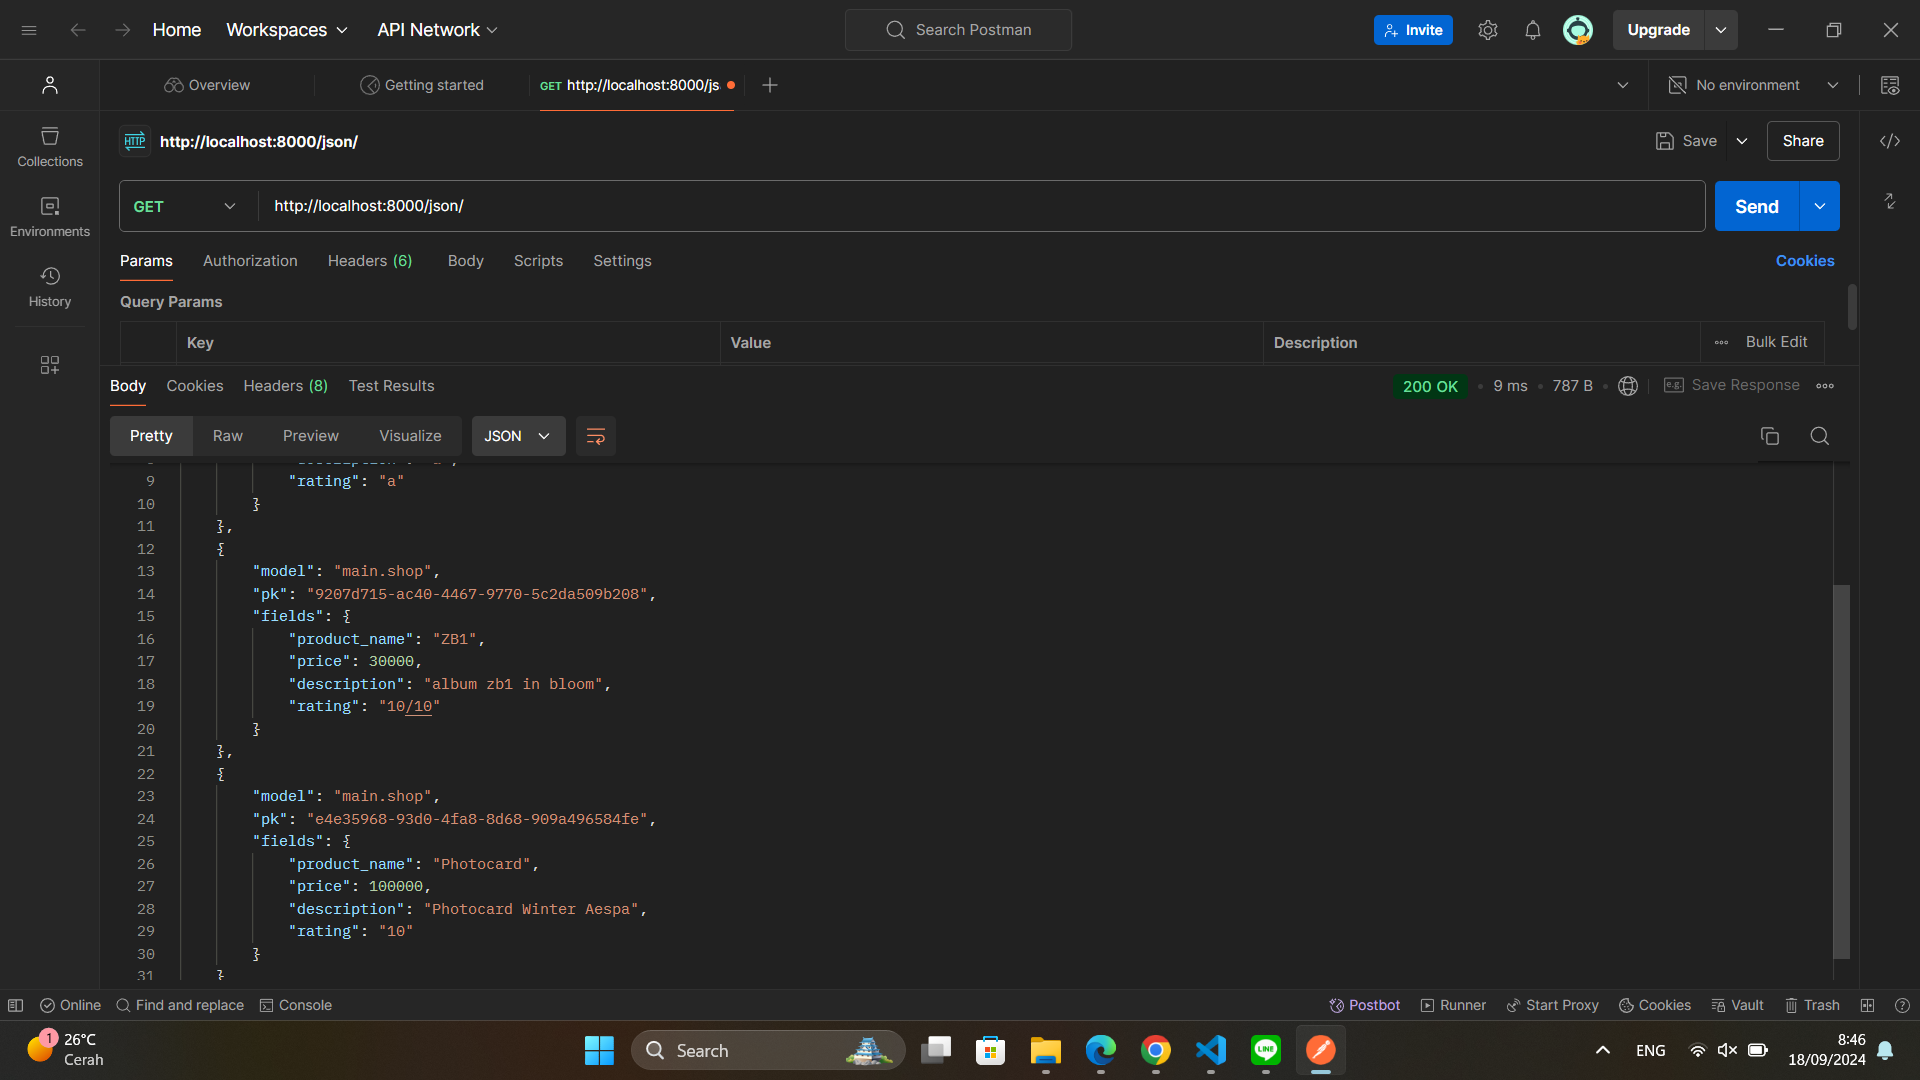 Home Workspaces API Network Search Postman Invite Upgrade
Overview Getting started GET http://localhost:8000/js No environment
HTTP http://localhost:8000/json/ Save Share
Collections
GET http://localhost:8000/json/ Send
Environments
Params Authorization Headers (6) Body Scripts Settings Cookies
History
Query Params
Key Value Description Bulk Edit
Body Cookies Headers (8) Test Results 200 OK 9 ms 787 B e.g. Save Response
Pretty Raw Preview Visualize JSON
9 "rating": "a"
10 }
11 },
12 {
13 "model": "main.shop",
14 "pk": "9207d715-ac40-4467-9770-5c2da509b208",
15 "fields": {
16 "product_name": "ZB1",
17 "price": 30000,
18 "description": "album zb1 in bloom",
19 "rating": "10/10"
20 }
21 },
22 {
23 "model": "main.shop",
24 "pk": "e4e35968-93d0-4fa8-8d68-909a496584fe",
25 "fields": {
26 "product_name": "Photocard",
27 "price": 100000,
28 "description": "Photocard Winter Aespa",
29 "rating": "10"
30 }
31 }
Online Find and replace Console Postbot Runner Start Proxy Cookies Vault Trash
1 26°C
Cerah
Search LINE ENG
8:46
18/09/2024